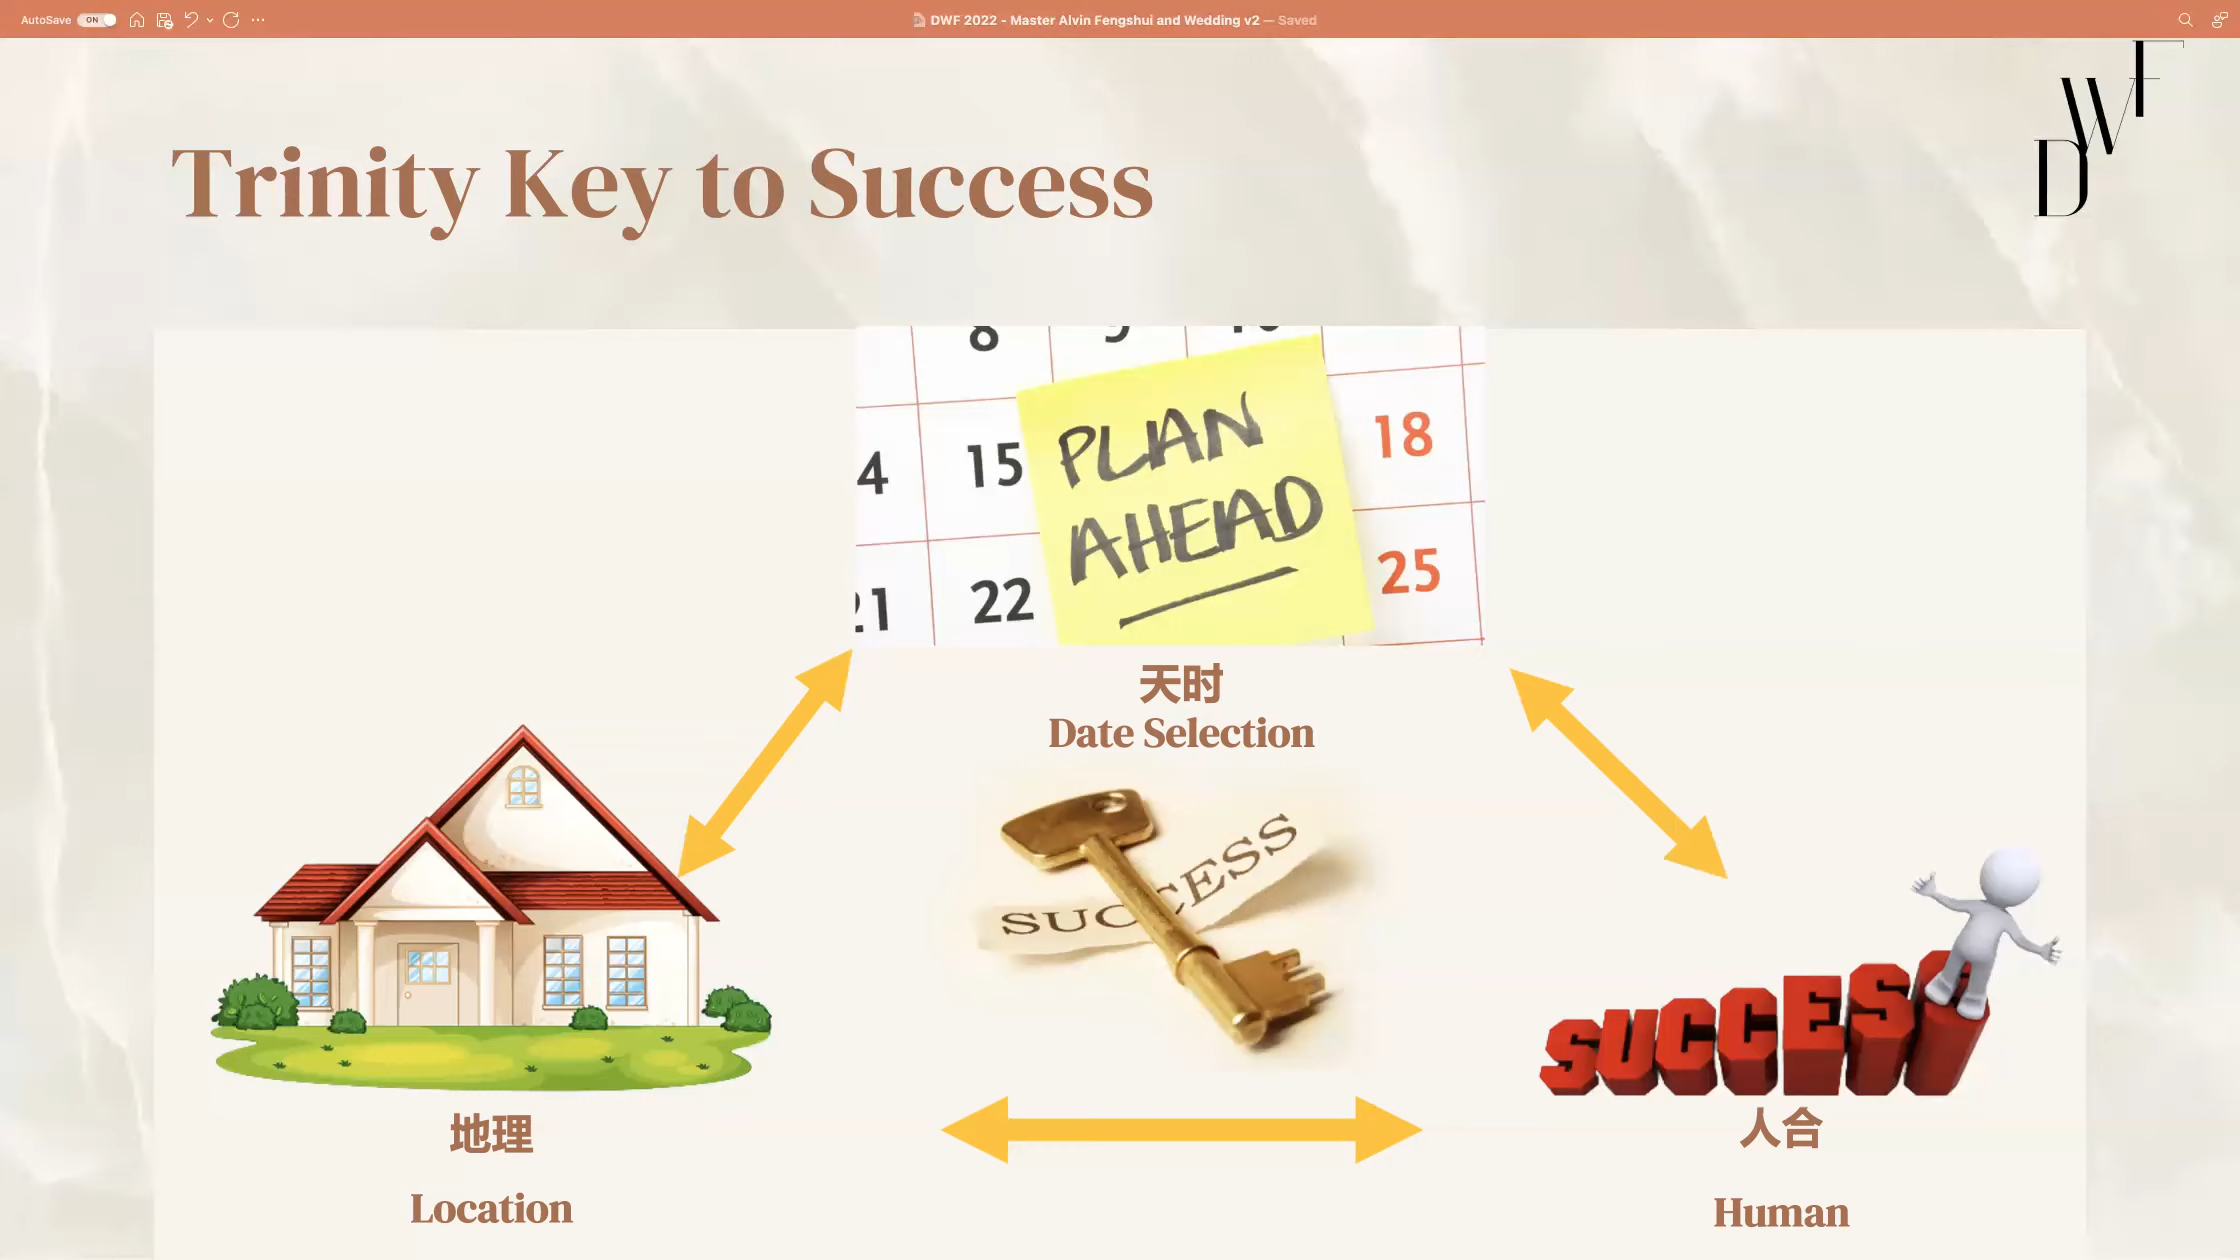 AutoSave ON
DWF 2022 - Master Alvin Fengshui and Wedding v2 — Saved
DWF
Trinity Key to Success
8
4 15 18
22 25
PLAN
AHEAD
天时
Date Selection
SUCCESS
SUCCESS
地理
人合
Location
Human